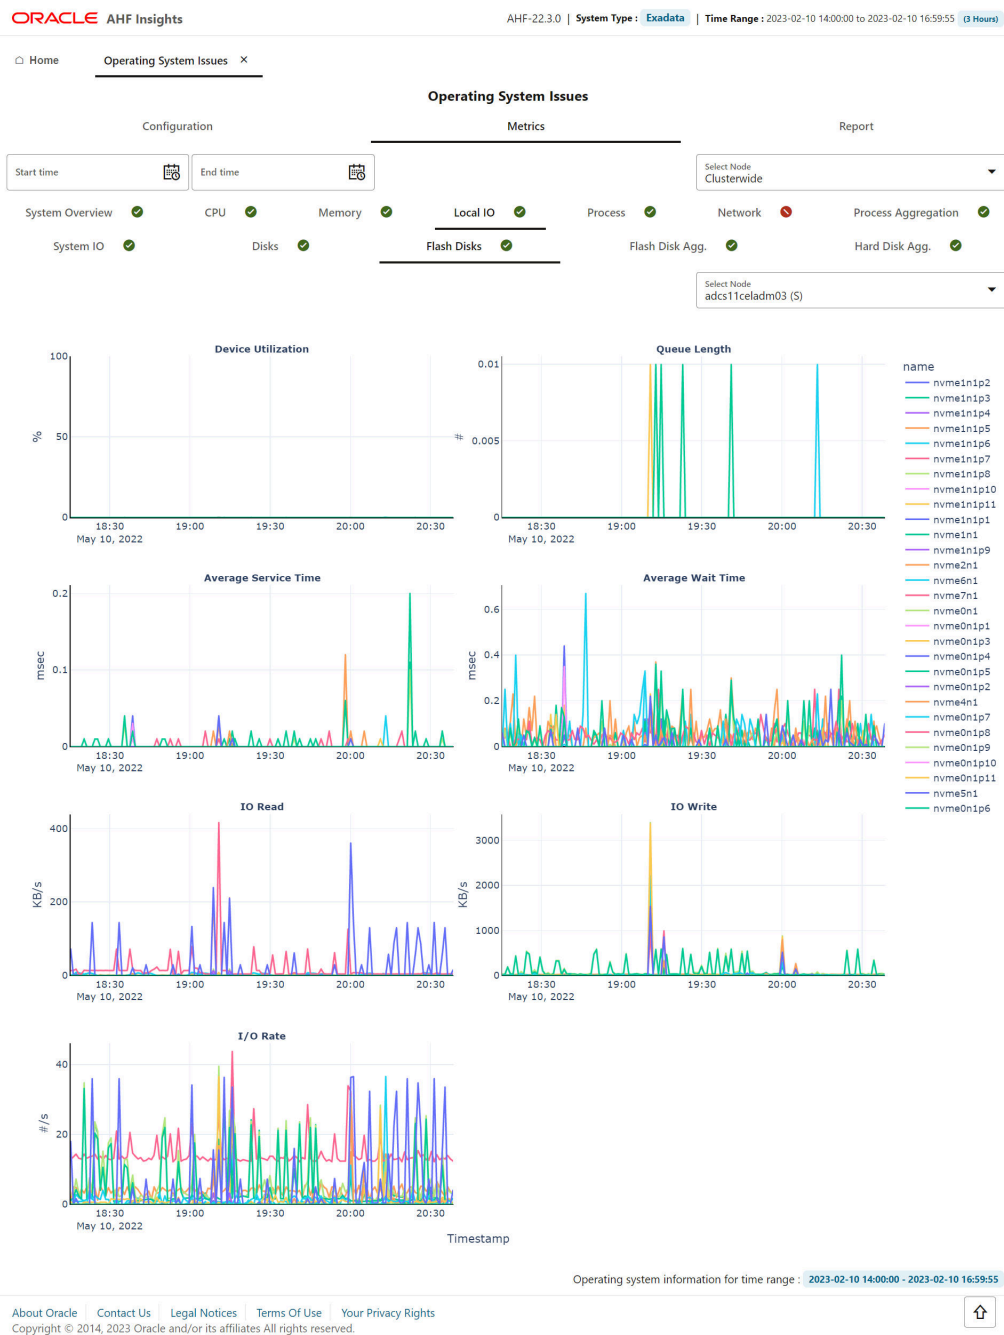 ORACLE AHF Insights
AHF-22.3.0 | System Type : Exadata | Time Range : 2023-02-10 14:00:00 to 2023-02-10 16:59:55 (3 Hours)
Home Operating System Issues ×
Operating System Issues
Configuration Metrics Report
Start time End time
Select Node
Clusterwide
System Overview CPU Memory Local IO Process Network Process Aggregation
System IO Disks Flash Disks Flash Disk Agg. Hard Disk Agg.
Select Node
adcs11celadm03 (S)
Device Utilization
100
50
0
%
18:30 19:00 19:30 20:00 20:30
May 10, 2022
Queue Length
0.01
0.005
0
#
18:30 19:00 19:30 20:00 20:30
May 10, 2022
name
nvme1n1p2
nvme1n1p3
nvme1n1p4
nvme1n1p5
nvme1n1p6
nvme1n1p7
nvme1n1p8
nvme1n1p10
nvme1n1p11
nvme1n1p1
nvme1n1
nvme1n1p9
nvme2n1
nvme6n1
nvme7n1
nvme0n1
nvme0n1p1
nvme0n1p3
nvme0n1p4
nvme0n1p5
nvme0n1p2
nvme4n1
nvme0n1p7
nvme0n1p8
nvme0n1p9
nvme0n1p10
nvme0n1p11
nvme5n1
nvme0n1p6
Average Service Time
0.2
0.1
0
msec
18:30 19:00 19:30 20:00 20:30
May 10, 2022
Average Wait Time
0.6
0.4
0.2
0
msec
18:30 19:00 19:30 20:00 20:30
May 10, 2022
IO Read
400
200
0
KB/s
18:30 19:00 19:30 20:00 20:30
May 10, 2022
IO Write
3000
2000
1000
0
KB/s
18:30 19:00 19:30 20:00 20:30
May 10, 2022
I/O Rate
40
20
0
#/s
18:30 19:00 19:30 20:00 20:30
May 10, 2022
Timestamp
Operating system information for time range : 2023-02-10 14:00:00 - 2023-02-10 16:59:55
About Oracle Contact Us Legal Notices Terms Of Use Your Privacy Rights
Copyright © 2014, 2023 Oracle and/or its affiliates All rights reserved.